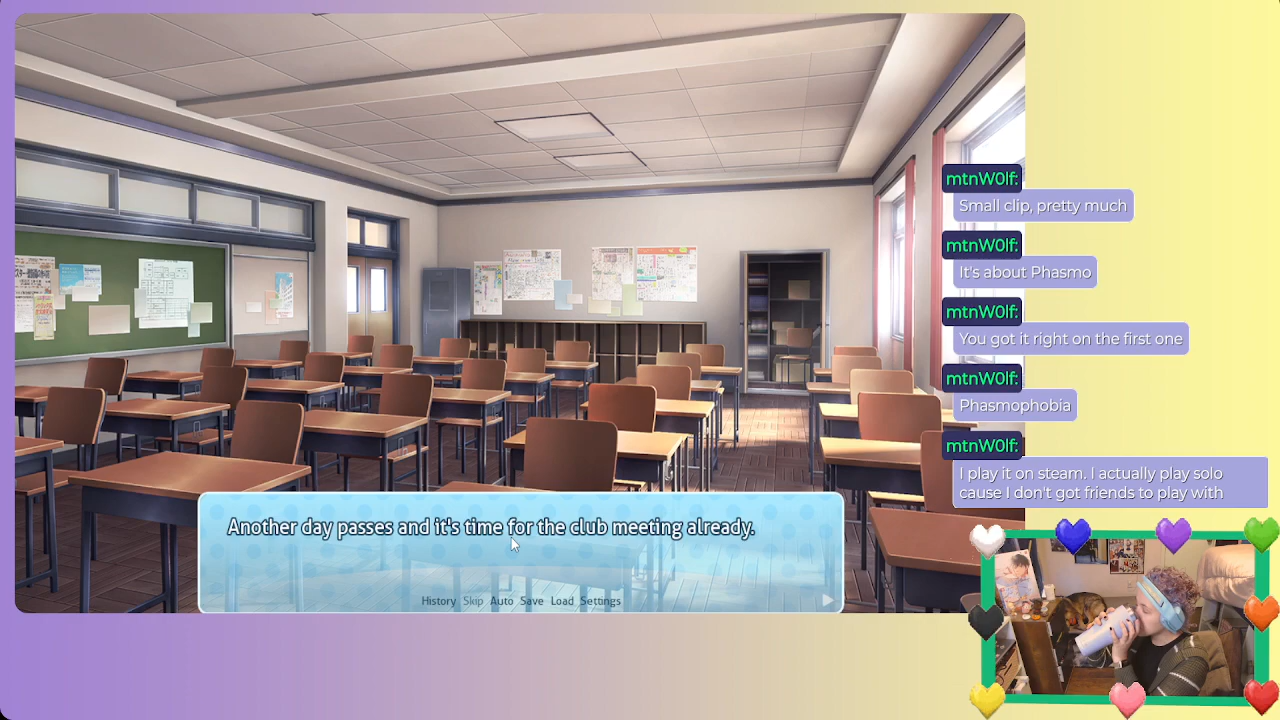 mtnW0lf:
Small clip, pretty much
mtnW0lf:
It's about Phasmo
mtnW0lf:
You got it right on the first one
mtnW0lf:
Phasmophobia
mtnW0lf:
I play it on steam. I actually play solo
cause I don't got friends to play with
Another day passes and it's time for the club meeting already.
History Skip Auto Save Load Settings